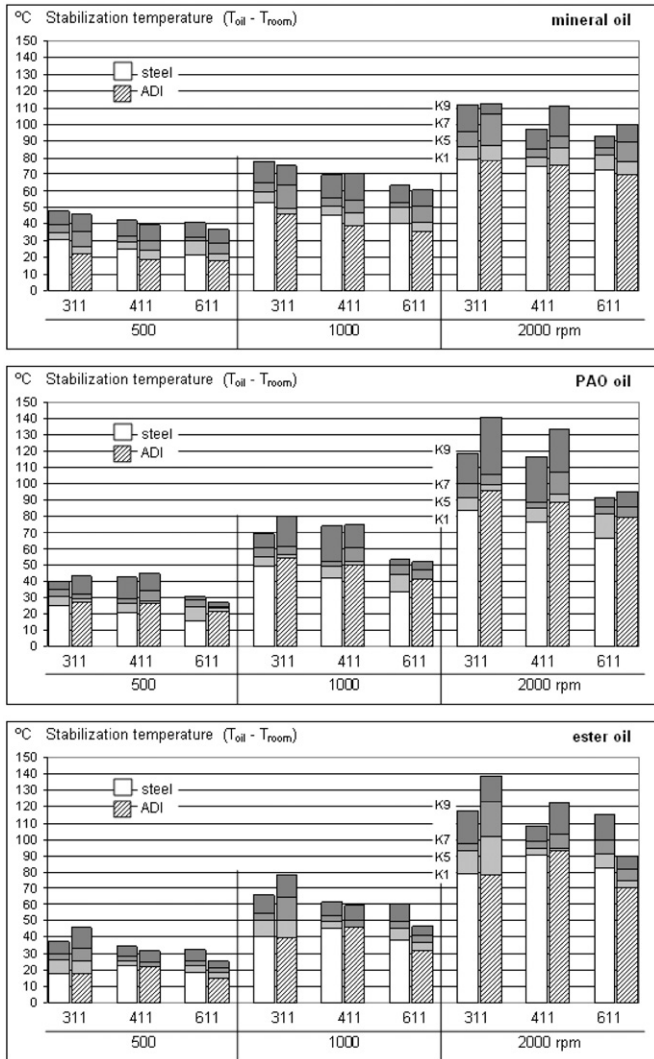 °C Stabilization temperature (Toil - Troom) mineral oil
150
140
130
120
110
100
90
80
70
60
50
40
30
20
10
0
steel
ADI
K9
K7
K5
K1
311 411 611 311 411 611 311 411 611
500 1000 2000 rpm
°C Stabilization temperature (Toil - Troom) PAO oil
150
140
130
120
110
100
90
80
70
60
50
40
30
20
10
0
steel
ADI
K9
K7
K5
K1
311 411 611 311 411 611 311 411 611
500 1000 2000 rpm
°C Stabilization temperature (Toil - Troom) ester oil
150
140
130
120
110
100
90
80
70
60
50
40
30
20
10
0
steel
ADI
K9
K7
K5
K1
311 411 611 311 411 611 311 411 611
500 1000 2000 rpm